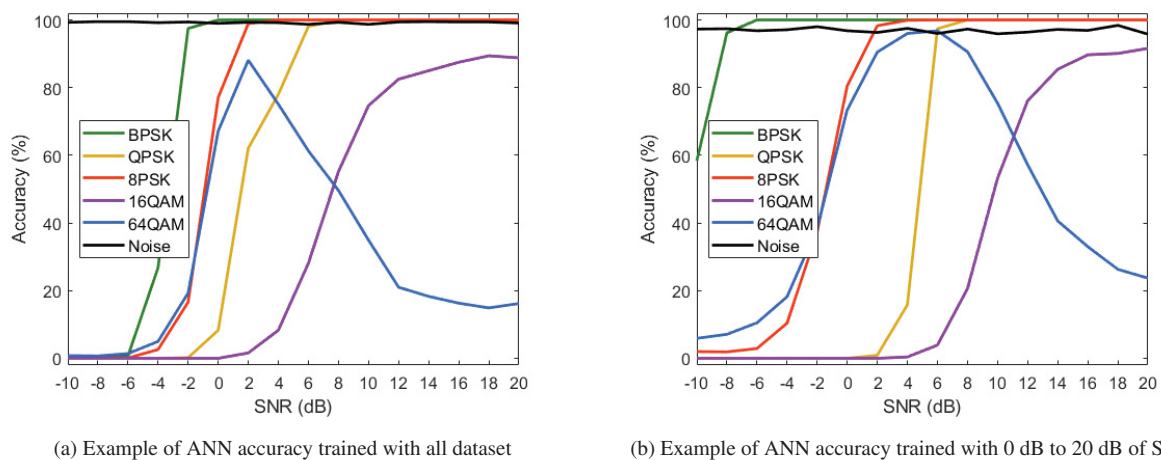 100
80
60
40
20
0
Accuracy (%)
BPSK
QPSK
8PSK
16QAM
64QAM
Noise
-10 -8 -6 -4 -2 0 2 4 6 8 10 12 14 16 18 20
SNR (dB)
(a) Example of ANN accuracy trained with all dataset
100
80
60
40
20
0
Accuracy (%)
BPSK
QPSK
8PSK
16QAM
64QAM
Noise
-10 -8 -6 -4 -2 0 2 4 6 8 10 12 14 16 18 20
SNR (dB)
(b) Example of ANN accuracy trained with 0 dB to 20 dB of S